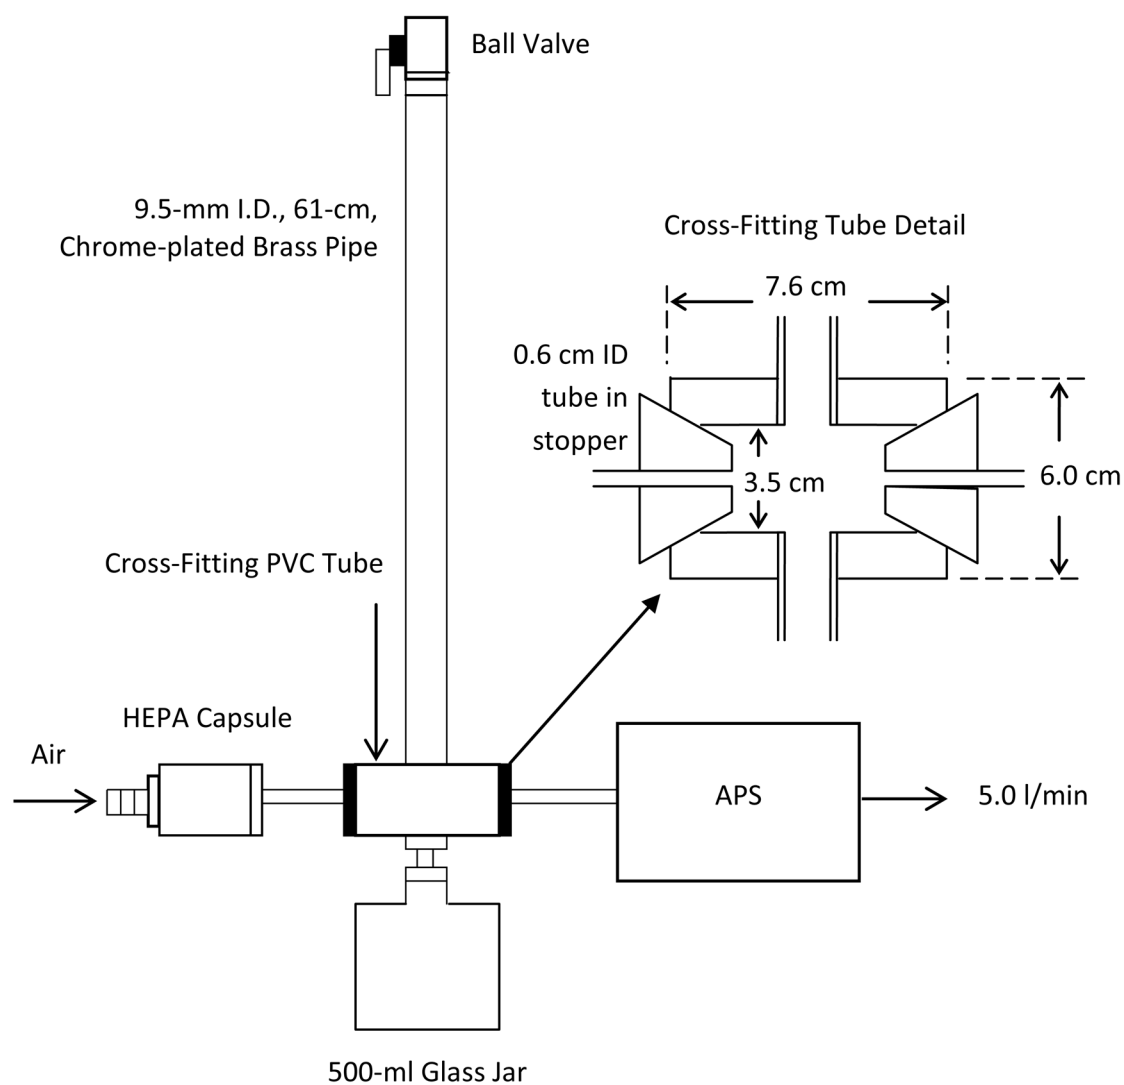 Ball Valve
9.5-mm I.D., 61-cm,
Chrome-plated Brass Pipe
Cross-Fitting Tube Detail
7.6 cm
0.6 cm ID
tube in
stopper
3.5 cm
6.0 cm
Cross-Fitting PVC Tube
HEPA Capsule
Air
APS
5.0 l/min
500-ml Glass Jar